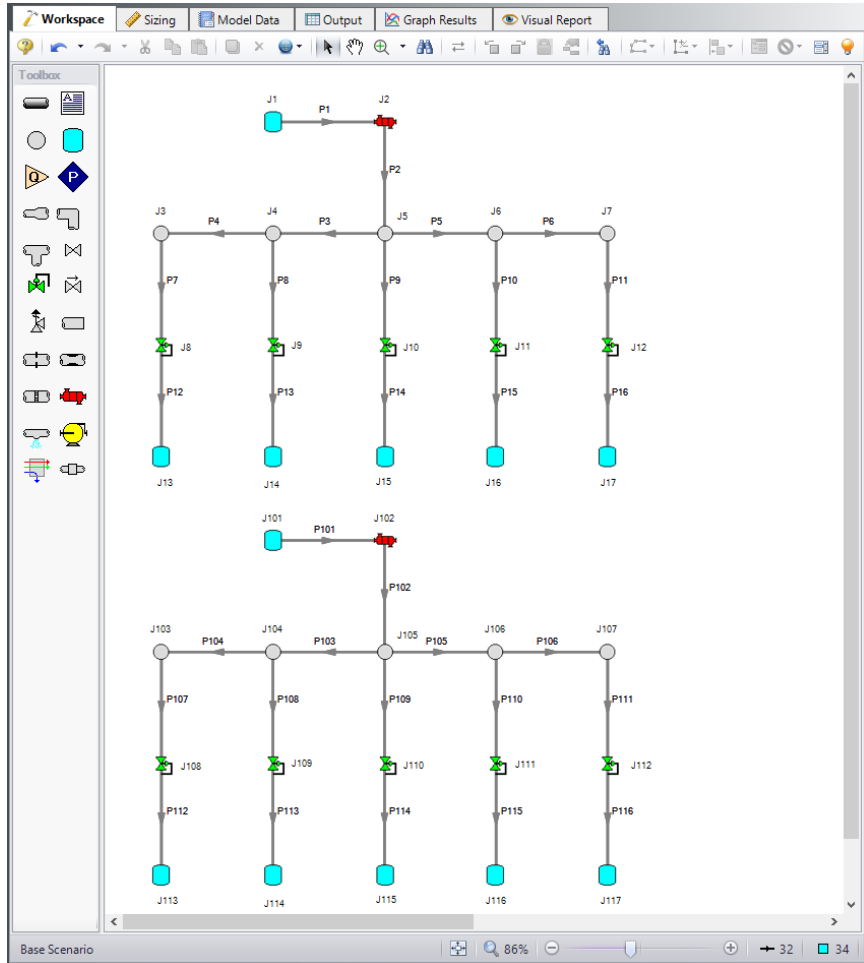 Workspace Sizing Model Data Output Graph Results Visual Report
Toolbox
A
Q P
J1 J2
P1
P2
J3 J4 J5 J6 J7
P4 P3 P5 P6
P7 P8 P9 P10 P11
J8 J9 J10 J11 J12
P12 P13 P14 P15 P16
J13 J14 J15 J16 J17
J101 J102
P101
P102
J103 J104 J105 J106 J107
P104 P103 P105 P106
P107 P108 P109 P110 P111
J108 J109 J110 J111 J112
P112 P113 P114 P115 P116
J113 J114 J115 J116 J117
Base Scenario 86% 32 34